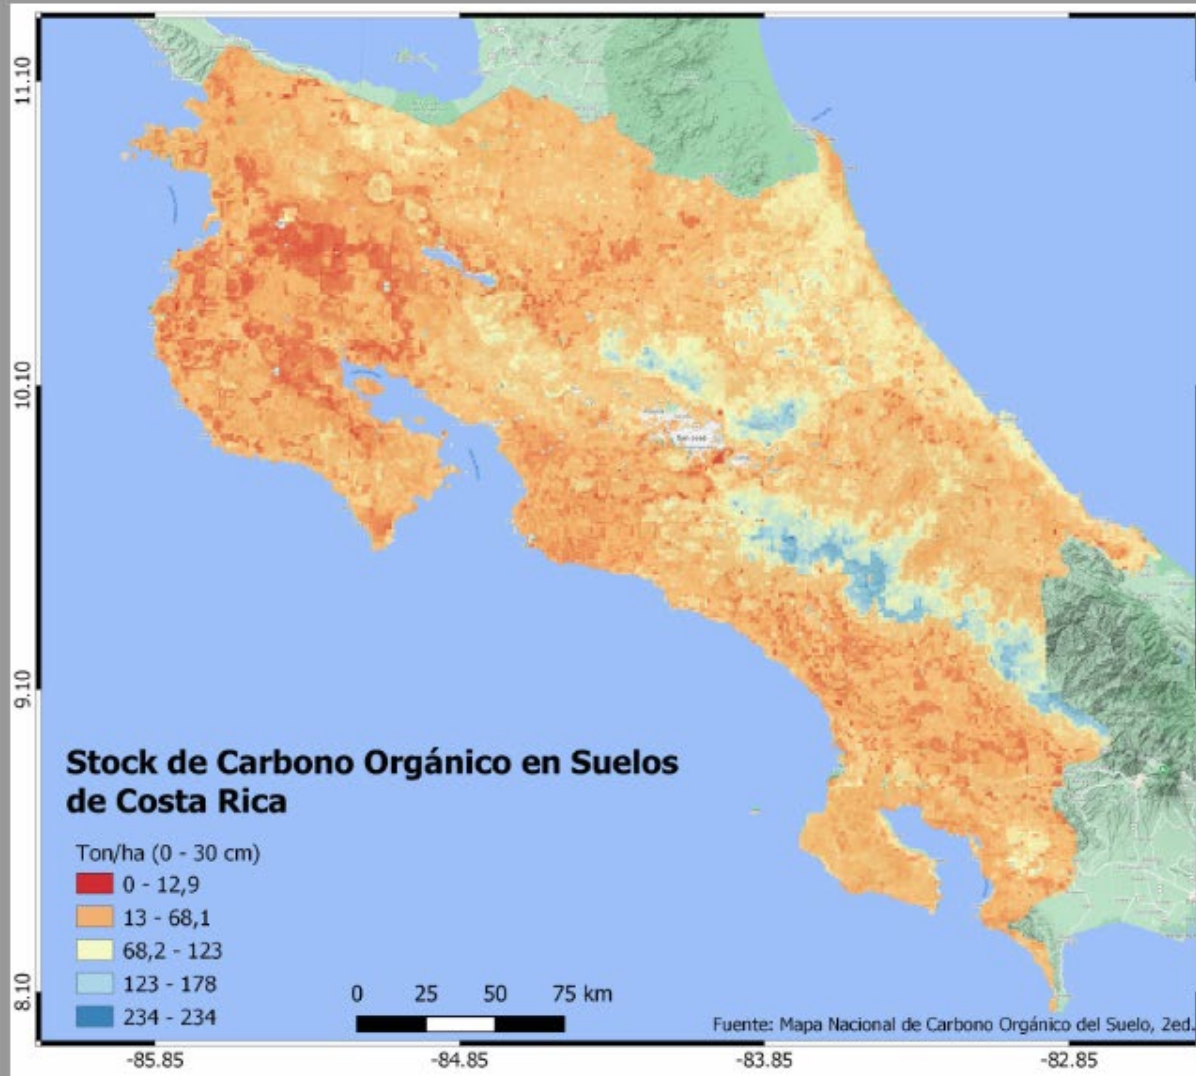 11.10
10.10
9.10
8.10
San José
Stock de Carbono Orgánico en Suelos
de Costa Rica
Ton/ha (0 - 30 cm)
0 - 12,9
13 - 68,1
68,2 - 123
123 - 178
234 - 234
0 25 50 75 km
Fuente: Mapa Nacional de Carbono Orgánico del Suelo, 2ed.
-85.85 -84.85 -83.85 -82.85